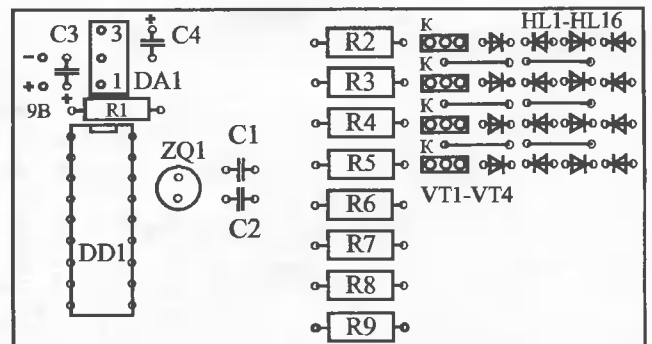 C3
3
C4
1
DA1
9В
R1
DD1
ZQ1
C1
C2
R2
R3
R4
R5
R6
R7
R8
R9
К
К
К
К
HL1-HL16
VT1-VT4